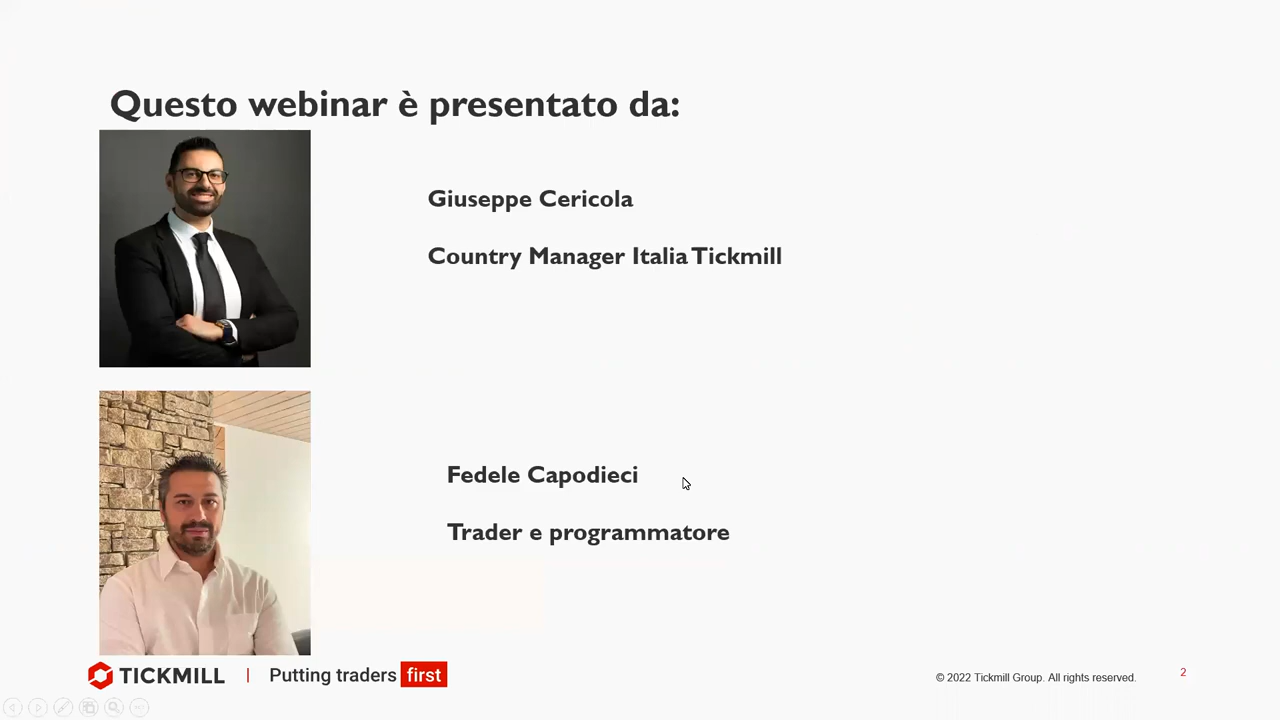 Questo webinar è presentato da:
Giuseppe Cericola
Country Manager Italia Tickmill
Fedele Capodieci
Trader e programmatore
TICKMILL | Putting traders first
© 2022 Tickmill Group. All rights reserved.
2